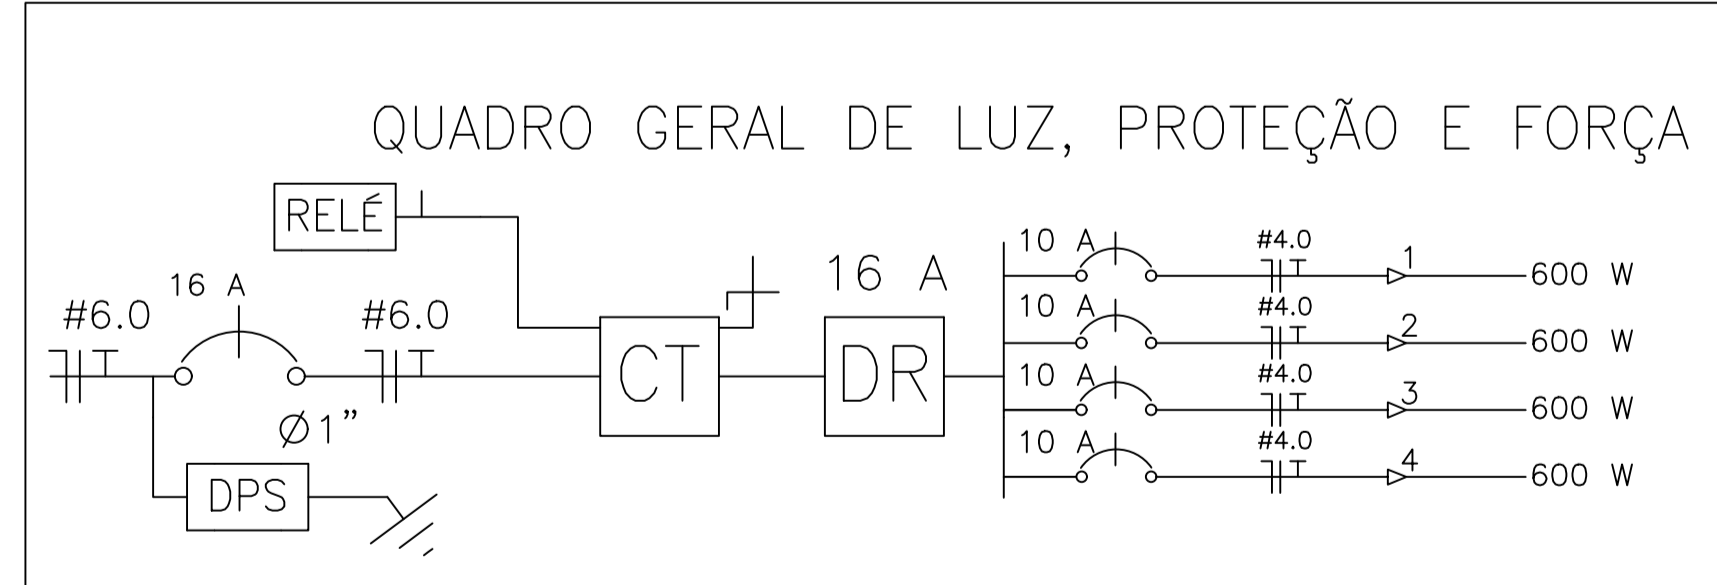 QUADRO GERAL DE LUZ, PROTEÇÃO E FORÇA
RELÉ
16 A
#6.0
#6.0
Ø1”
DPS
CT
16 A
DR
10 A #4.0 1 600 W
10 A #4.0 2 600 W
10 A #4.0 3 600 W
10 A #4.0 4 600 W